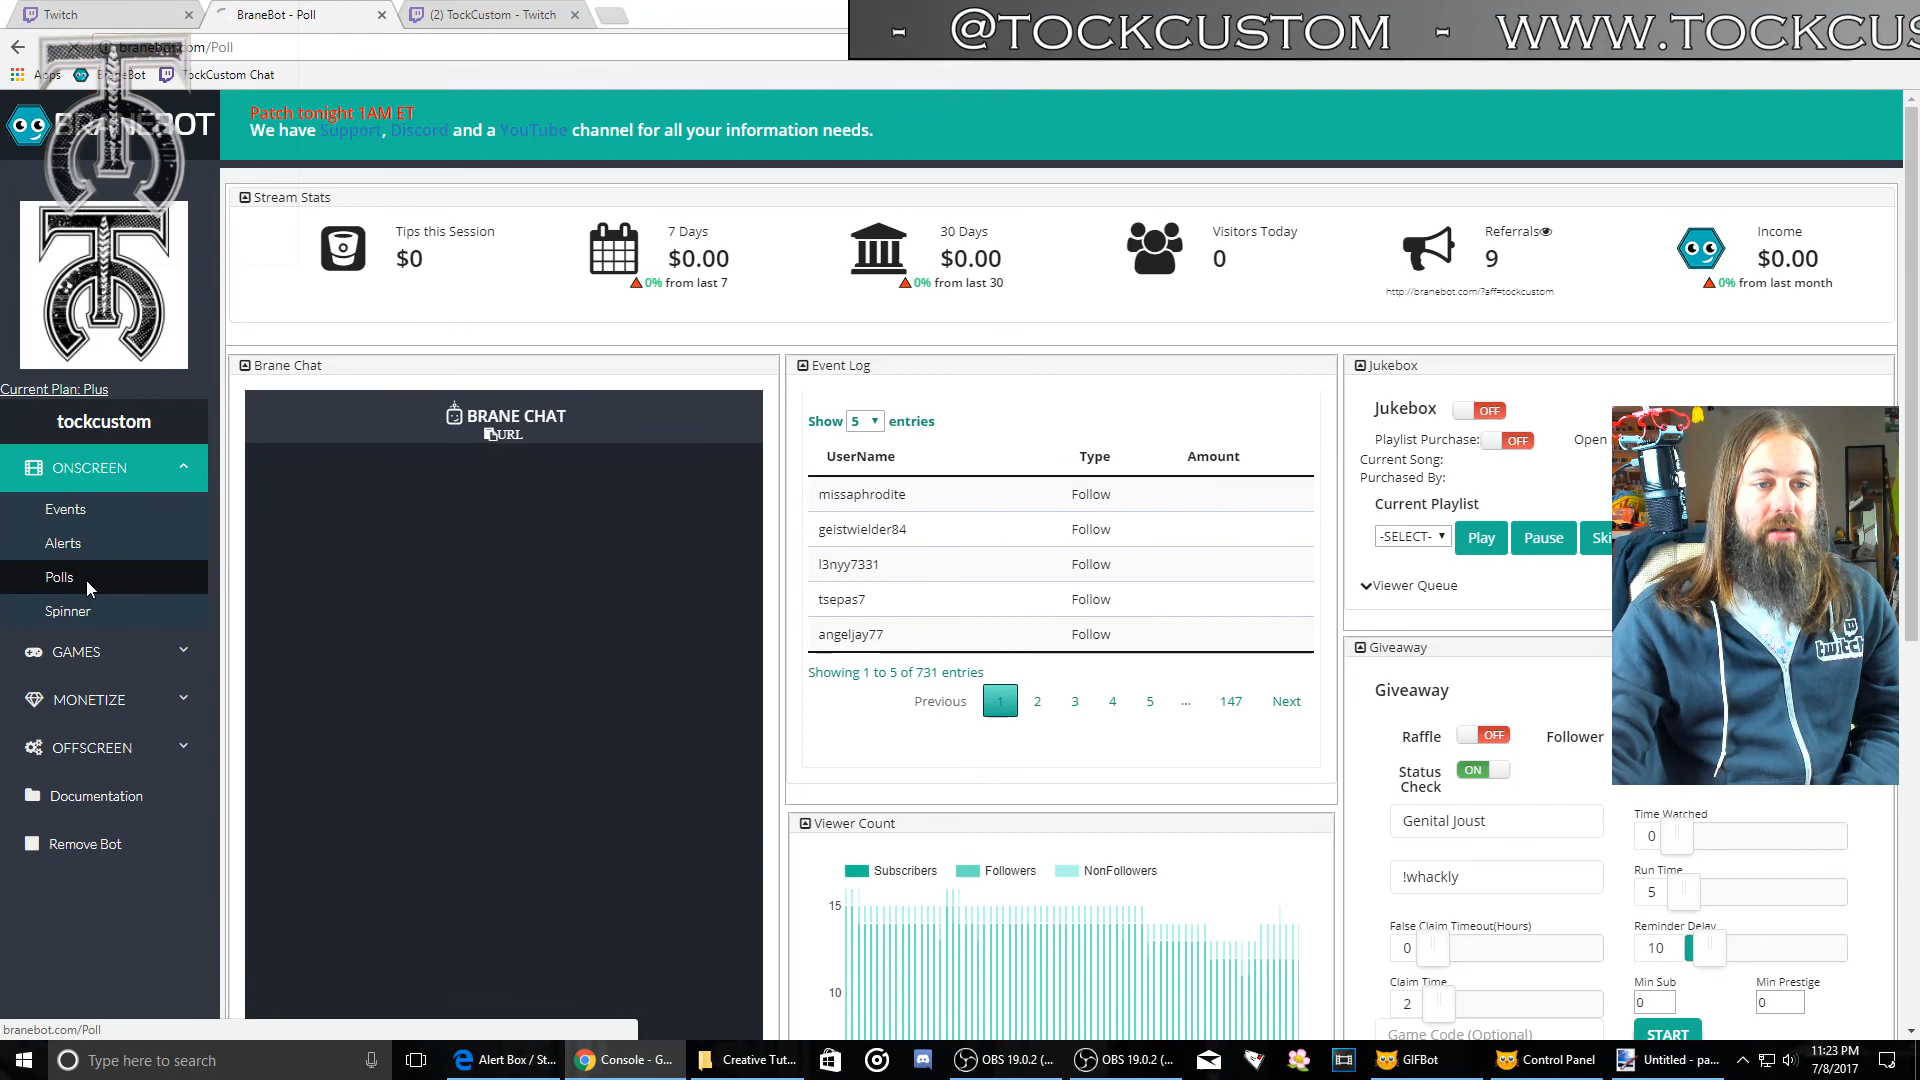 Twitch
BraneBot - Poll
(2) TockCustom - Twitch
- @TOCKCUSTOM - WWW.TOCKCUS
branebot.com/Poll
Apps
BraneBot
TockCustom Chat
BRANEBOT
Patch tonight 1AM ET
We have Support, Discord and a YouTube channel for all your information needs.
Stream Stats
Tips this Session
$0
7 Days
$0.00
0% from last 7
30 Days
$0.00
0% from last 30
Visitors Today
0
Referrals
9
http://branebot.com/?aff=tockcustom
Income
$0.00
0% from last month
Current Plan: Plus
tockcustom
ONSCREEN
Events
Alerts
Polls
Spinner
GAMES
MONETIZE
OFFSCREEN
Documentation
Remove Bot
Brane Chat
BRANE CHAT
URL
Event Log
Show 5 entries
UserName Type Amount
missaphrodite Follow
geistwielder84 Follow
l3nyy7331 Follow
tsepas7 Follow
angeljay77 Follow
Showing 1 to 5 of 731 entries
Previous 1 2 3 4 5 ... 147 Next
Viewer Count
Subscribers Followers NonFollowers
15
10
Jukebox
Jukebox OFF
Playlist Purchase: OFF Open
Current Song:
Purchased By:
Current Playlist
-SELECT- Play Pause Ski
Viewer Queue
twitch
Giveaway
Giveaway
Raffle OFF Follower
Status Check ON
Genital Joust
!whackly
False Claim Timeout(Hours)
0
Claim Time
2
Game Code (Optional)
Time Watched
0
Run Time
5
Reminder Delay
10
Min Sub
0
Min Prestige
0
START
branebot.com/Poll
Type here to search
Alert Box / St...
Console - G...
Creative Tut...
OBS 19.0.2 (...
OBS 19.0.2 (...
GIFBot
Control Panel
Untitled - pa...
11:23 PM
7/8/2017